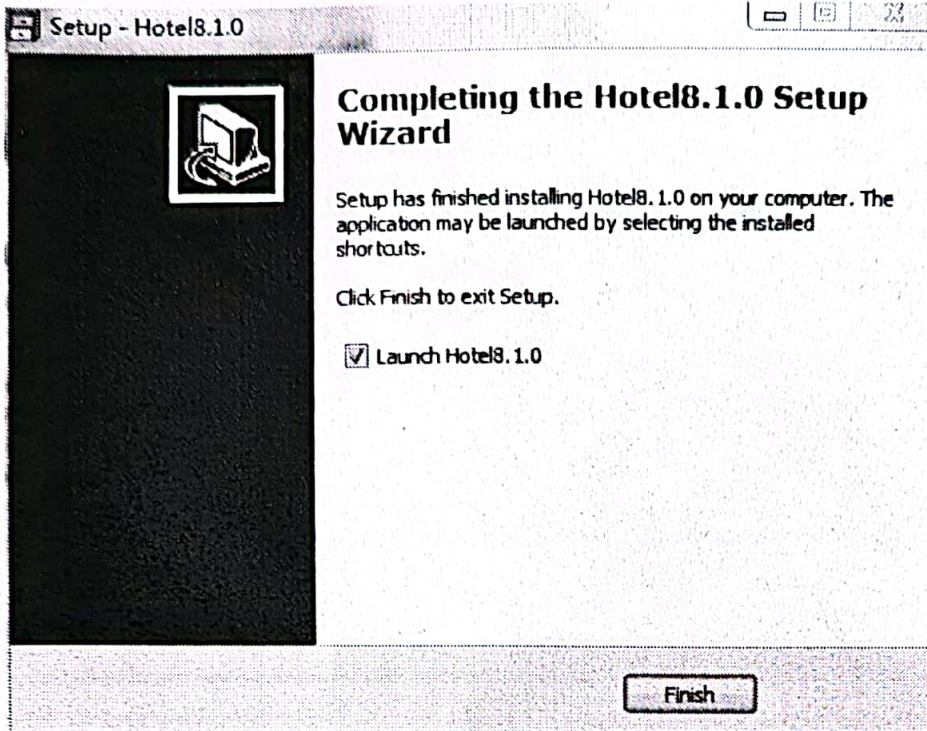 Setup - Hotel8.1.0
Completing the Hotel8.1.0 Setup
Wizard
Setup has finished installing Hotel8.1.0 on your computer. The
application may be launched by selecting the installed
shortcuts.
Click Finish to exit Setup.
Launch Hotel8.1.0
Finish